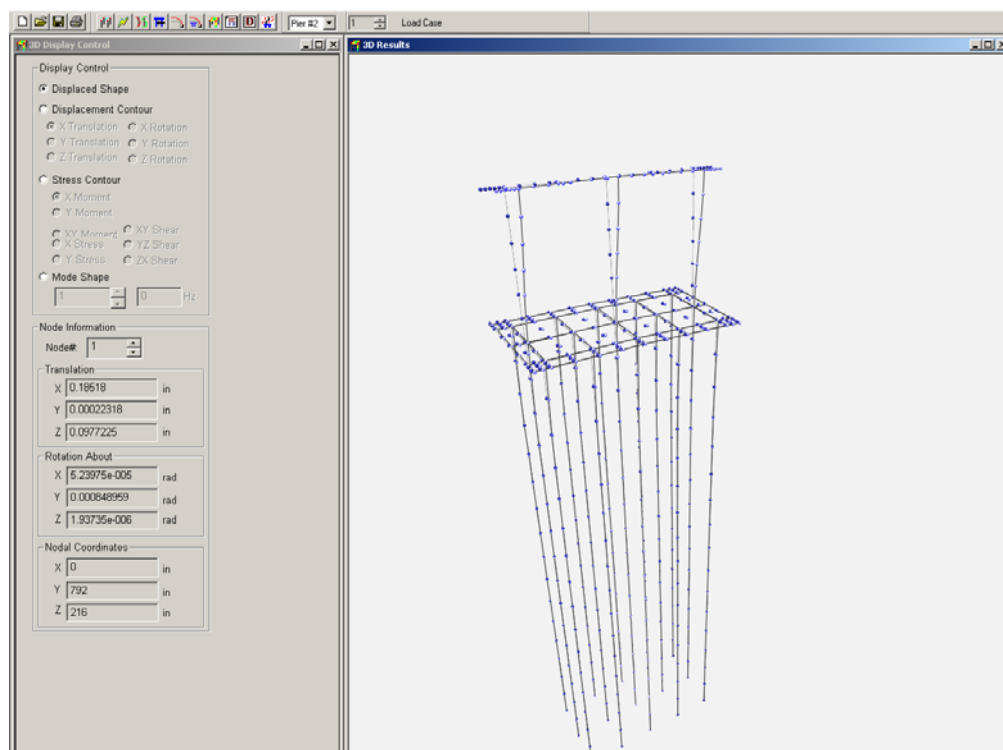 Pier #2 1 Load Case
3D Display Control
3D Results
Display Control
Displaced Shape
Displacement Contour
X Translation X Rotation
Y Translation Y Rotation
Z Translation Z Rotation
Stress Contour
X Moment
Y Moment
XY Moment XY Shear
X Stress YZ Shear
Y Stress ZX Shear
Mode Shape
1 0 Hz
Node Information
Node#: 1
Translation
X 0.18518 in
Y 0.00022318 in
Z 0.0977225 in
Rotation About
X 5.23975e-005 rad
Y 0.000848959 rad
Z 1.93735e-006 rad
Nodal Coordinates
X 0 in
Y 792 in
Z 216 in